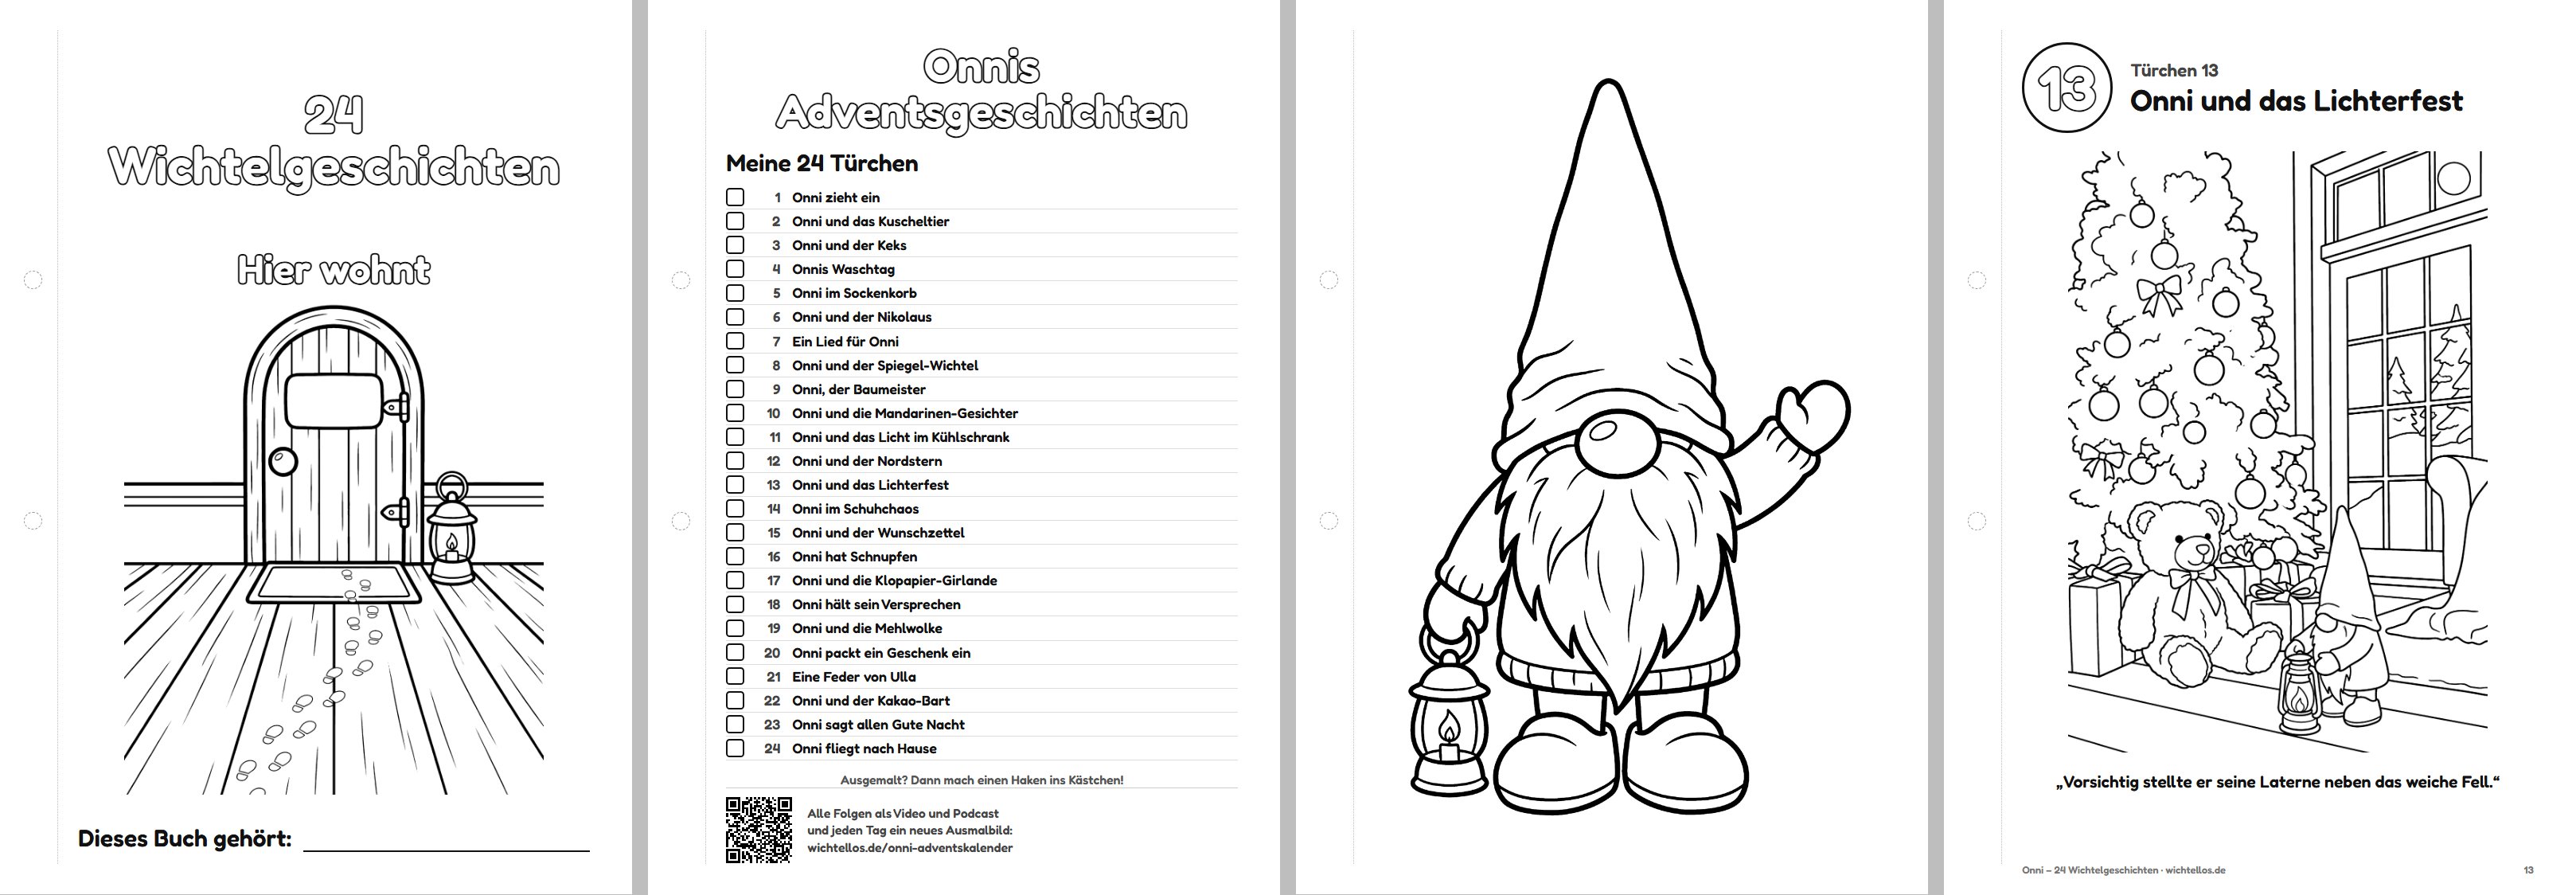 24
Wichtelgeschichten
Hier wohnt
Dieses Buch gehört:
Onnis
Adventsgeschichten
Meine 24 Türchen
1 Onni zieht ein
2 Onni und das Kuscheltier
3 Onni und der Keks
4 Onnis Waschtag
5 Onni im Sockenkorb
6 Onni und der Nikolaus
7 Ein Lied für Onni
8 Onni und der Spiegel-Wichtel
9 Onni, der Baumeister
10 Onni und die Mandarinen-Gesichter
11 Onni und das Licht im Kühlschrank
12 Onni und der Nordstern
13 Onni und das Lichterfest
14 Onni im Schuhchaos
15 Onni und der Wunschzettel
16 Onni hat Schnupfen
17 Onni und die Klopapier-Girlande
18 Onni hält sein Versprechen
19 Onni und die Mehlwolke
20 Onni packt ein Geschenk ein
21 Eine Feder von Ulla
22 Onni und der Kakao-Bart
23 Onni sagt allen Gute Nacht
24 Onni fliegt nach Hause
Ausgemalt? Dann mach einen Haken ins Kästchen!
Alle Folgen als Video und Podcast
und jeden Tag ein neues Ausmalbild:
wichtellos.de/onni-adventskalender
13
Türchen 13
Onni und das Lichterfest
„Vorsichtig stellte er seine Laterne neben das weiche Fell.“
Onni – 24 Wichtelgeschichten · wichtellos.de
13